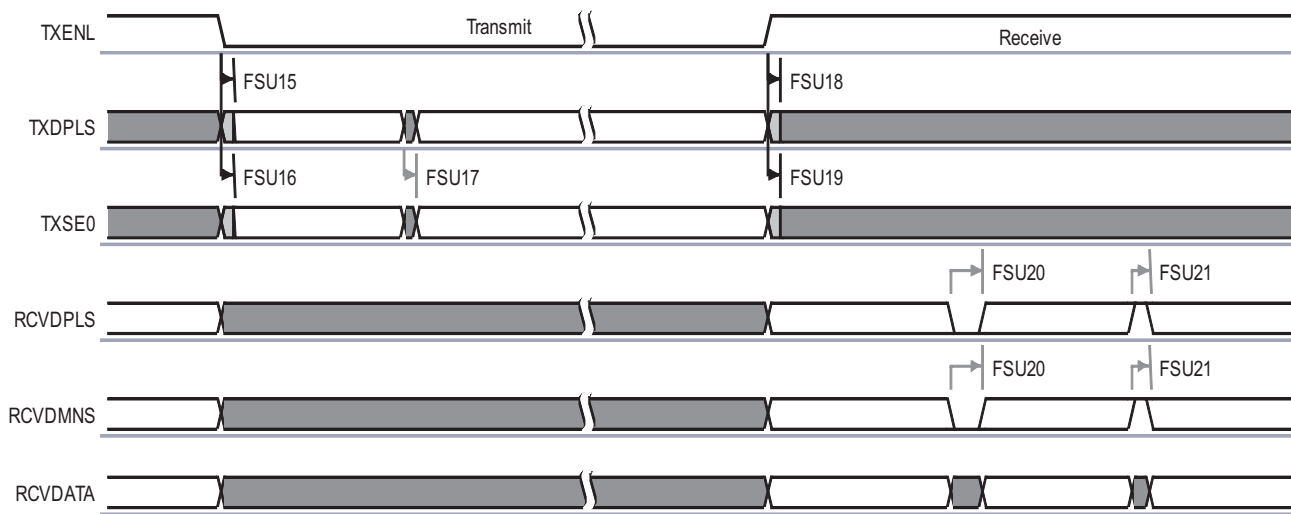 TXENL
Transmit
Receive
FSU15
FSU18
TXDPLS
FSU16
FSU17
FSU19
TXSE0
FSU20
FSU21
RCVDPLS
FSU20
FSU21
RCVDMNS
RCVDATA